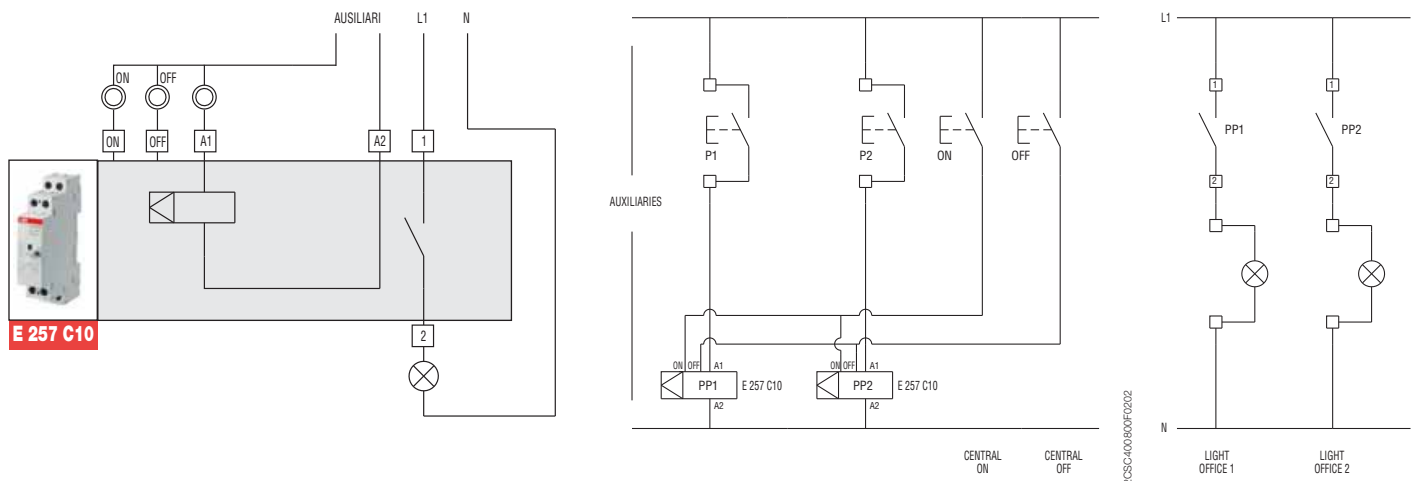 AUSILIARI L1 N
ON OFF
ON OFF A1 A2 1
2
E 257 C10
AUXILIARIES
P1 P2 ON OFF
ON OFF A1 ON OFF A1
PP1 E 257 C10 PP2 E 257 C10
A2 A2
CENTRAL
ON
CENTRAL
OFF
L1
1 1
PP1 PP2
2 2
N
LIGHT
OFFICE 1
LIGHT
OFFICE 2